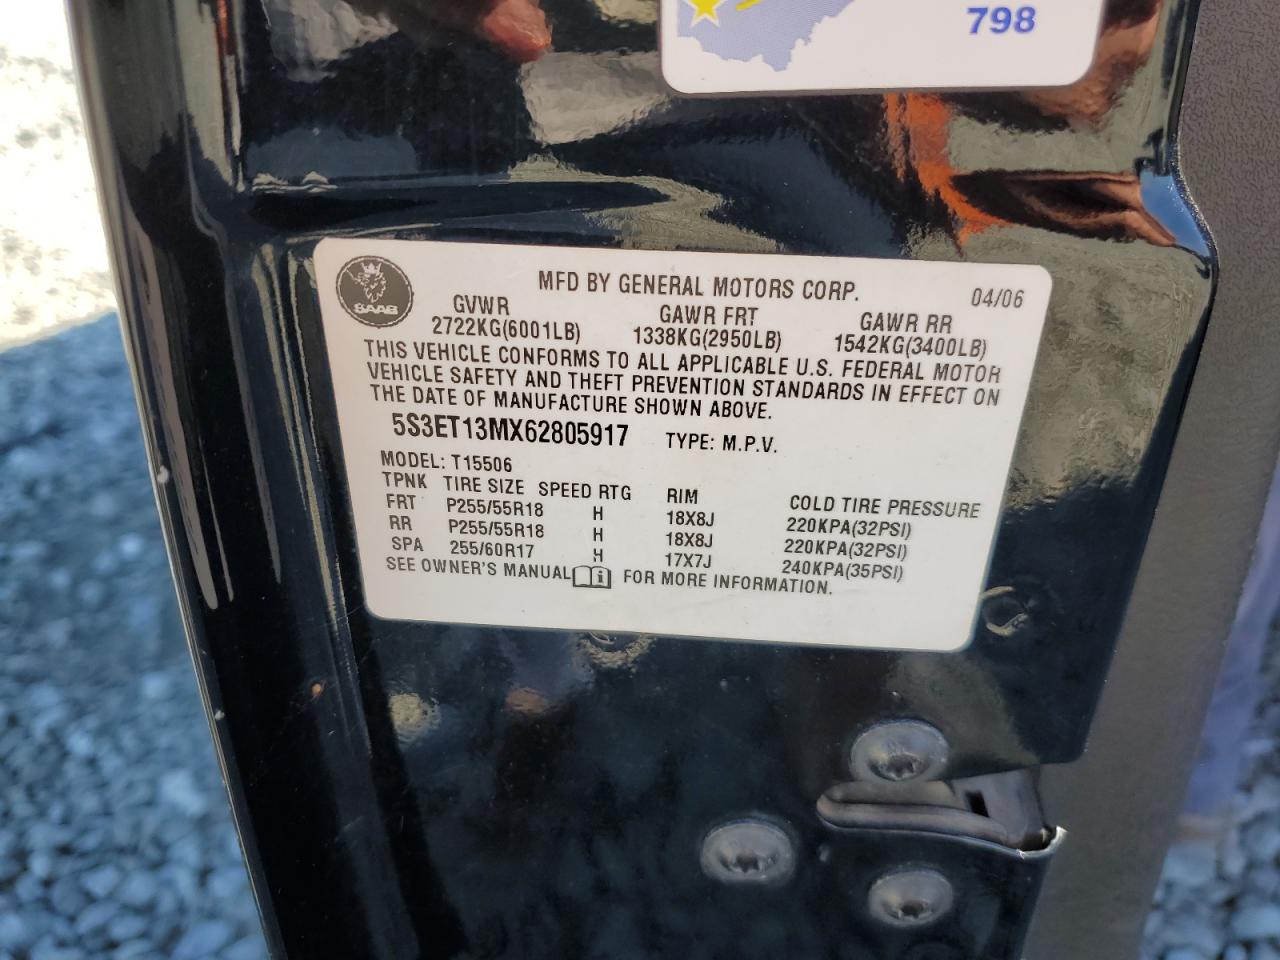 798
SAAB
MFD BY GENERAL MOTORS CORP. 04/06
GVWR GAWR FRT GAWR RR
2722KG(6001LB) 1338KG(2950LB) 1542KG(3400LB)
THIS VEHICLE CONFORMS TO ALL APPLICABLE U.S. FEDERAL MOTOR
VEHICLE SAFETY AND THEFT PREVENTION STANDARDS IN EFFECT ON
THE DATE OF MANUFACTURE SHOWN ABOVE.
5S3ET13MX62805917 TYPE: M.P.V.
MODEL: T15506
TPNK TIRE SIZE SPEED RTG RIM COLD TIRE PRESSURE
FRT P255/55R18 H 18X8J 220KPA(32PSI)
RR P255/55R18 H 18X8J 220KPA(32PSI)
SPA 255/60R17 H 17X7J 240KPA(35PSI)
SEE OWNER'S MANUAL i FOR MORE INFORMATION.